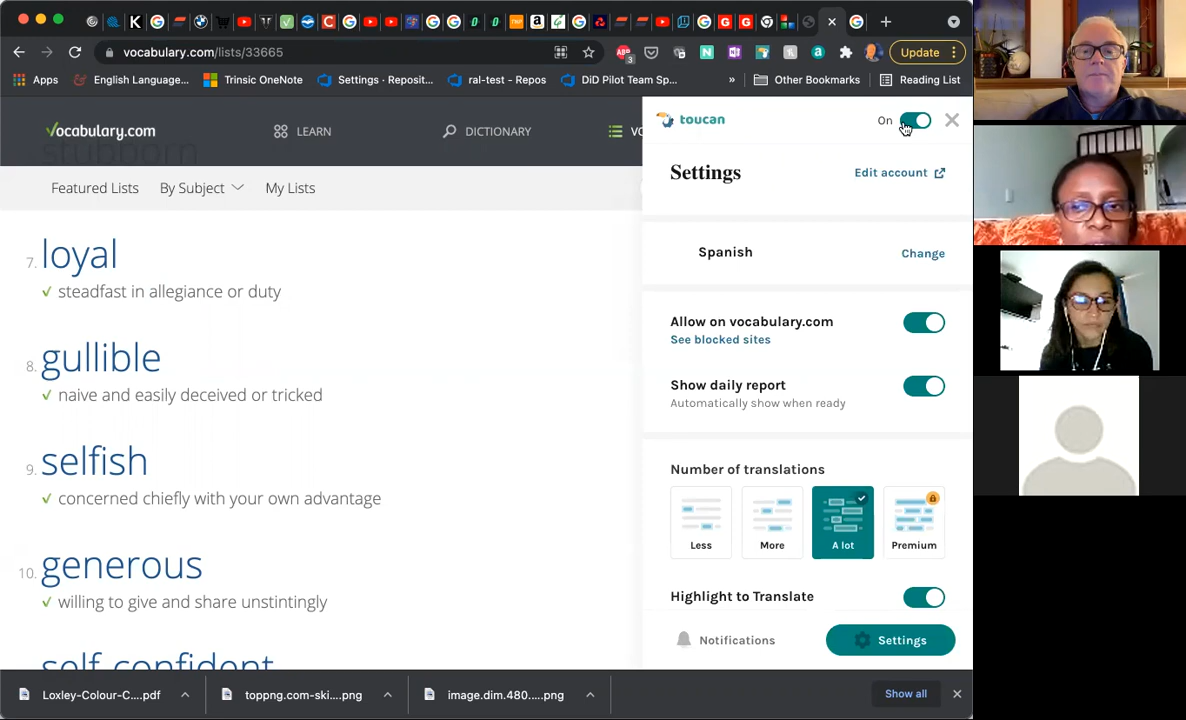 Update
vocabulary.com/lists/33665
3
Apps
English Language...
Trinsic OneNote
Settings · Reposit...
ral-test - Repos
DiD Pilot Team Sp...
»
Other Bookmarks
Reading List
vocabulary.com
LEARN
DICTIONARY
VO
stubborn
Featured Lists
By Subject
My Lists
7. loyal
steadfast in allegiance or duty
8. gullible
naive and easily deceived or tricked
9. selfish
concerned chiefly with your own advantage
10. generous
willing to give and share unstintingly
self-confident
toucan
On
Settings
Edit account
Spanish
Change
Allow on vocabulary.com
See blocked sites
Show daily report
Automatically show when ready
Number of translations
Less
More
A lot
Premium
Highlight to Translate
Notifications
Settings
Loxley-Colour-C....pdf
toppng.com-ski....png
image.dim.480.....png
Show all